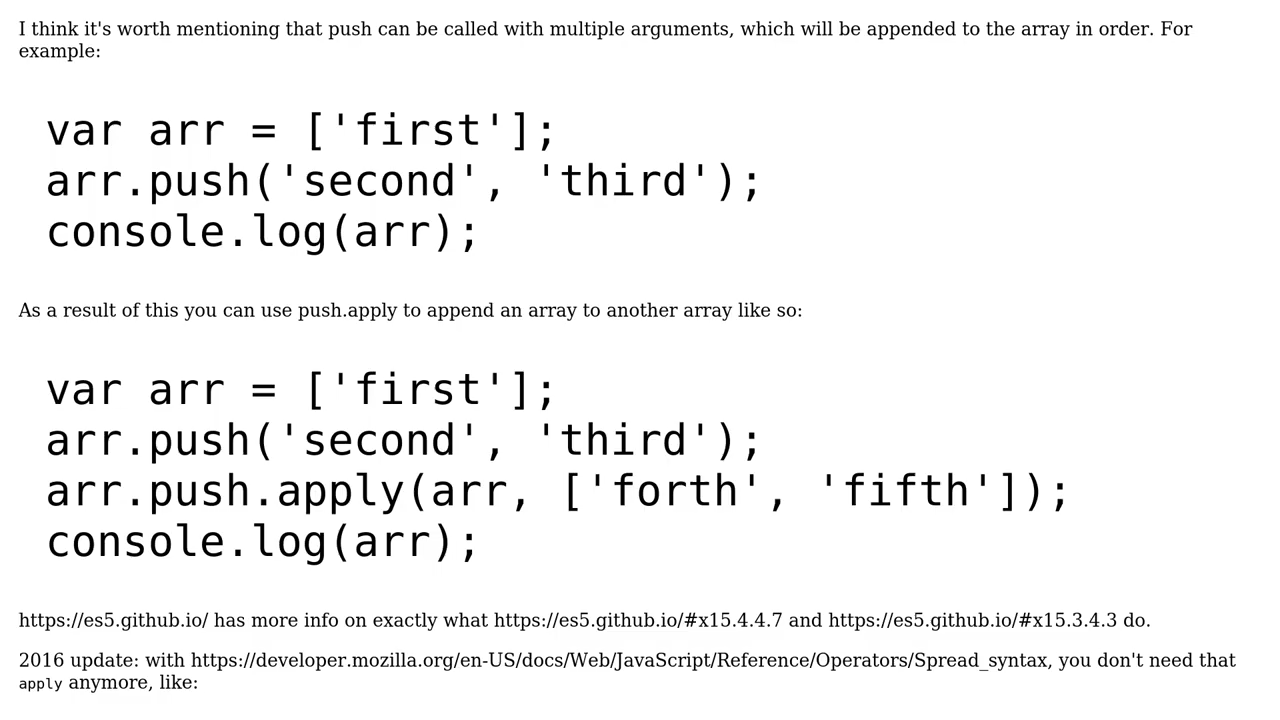 I think it's worth mentioning that push can be called with multiple arguments, which will be appended to the array in order. For
example:
var arr = ['first'];
arr.push('second', 'third');
console.log(arr);
As a result of this you can use push.apply to append an array to another array like so:
var arr = ['first'];
arr.push('second', 'third');
arr.push.apply(arr, ['forth', 'fifth']);
console.log(arr);
https://es5.github.io/ has more info on exactly what https://es5.github.io/#x15.4.4.7 and https://es5.github.io/#x15.3.4.3 do.
2016 update: with https://developer.mozilla.org/en-US/docs/Web/JavaScript/Reference/Operators/Spread_syntax, you don't need that
apply anymore, like: